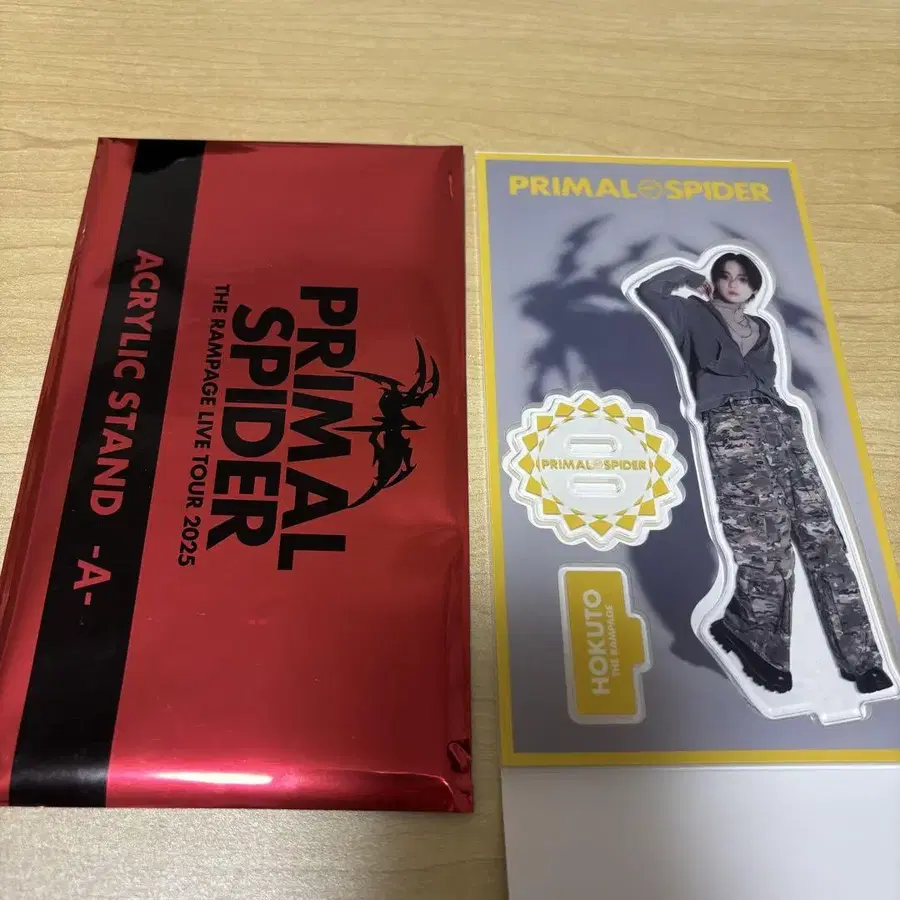 ACRYLIC STAND -A-
PRIMAL
SPIDER
THE RAMPAGE LIVE TOUR 2025
PRIMAL SPIDER
PRIMAL SPIDER
HOKUTO
THE RAMPAGE